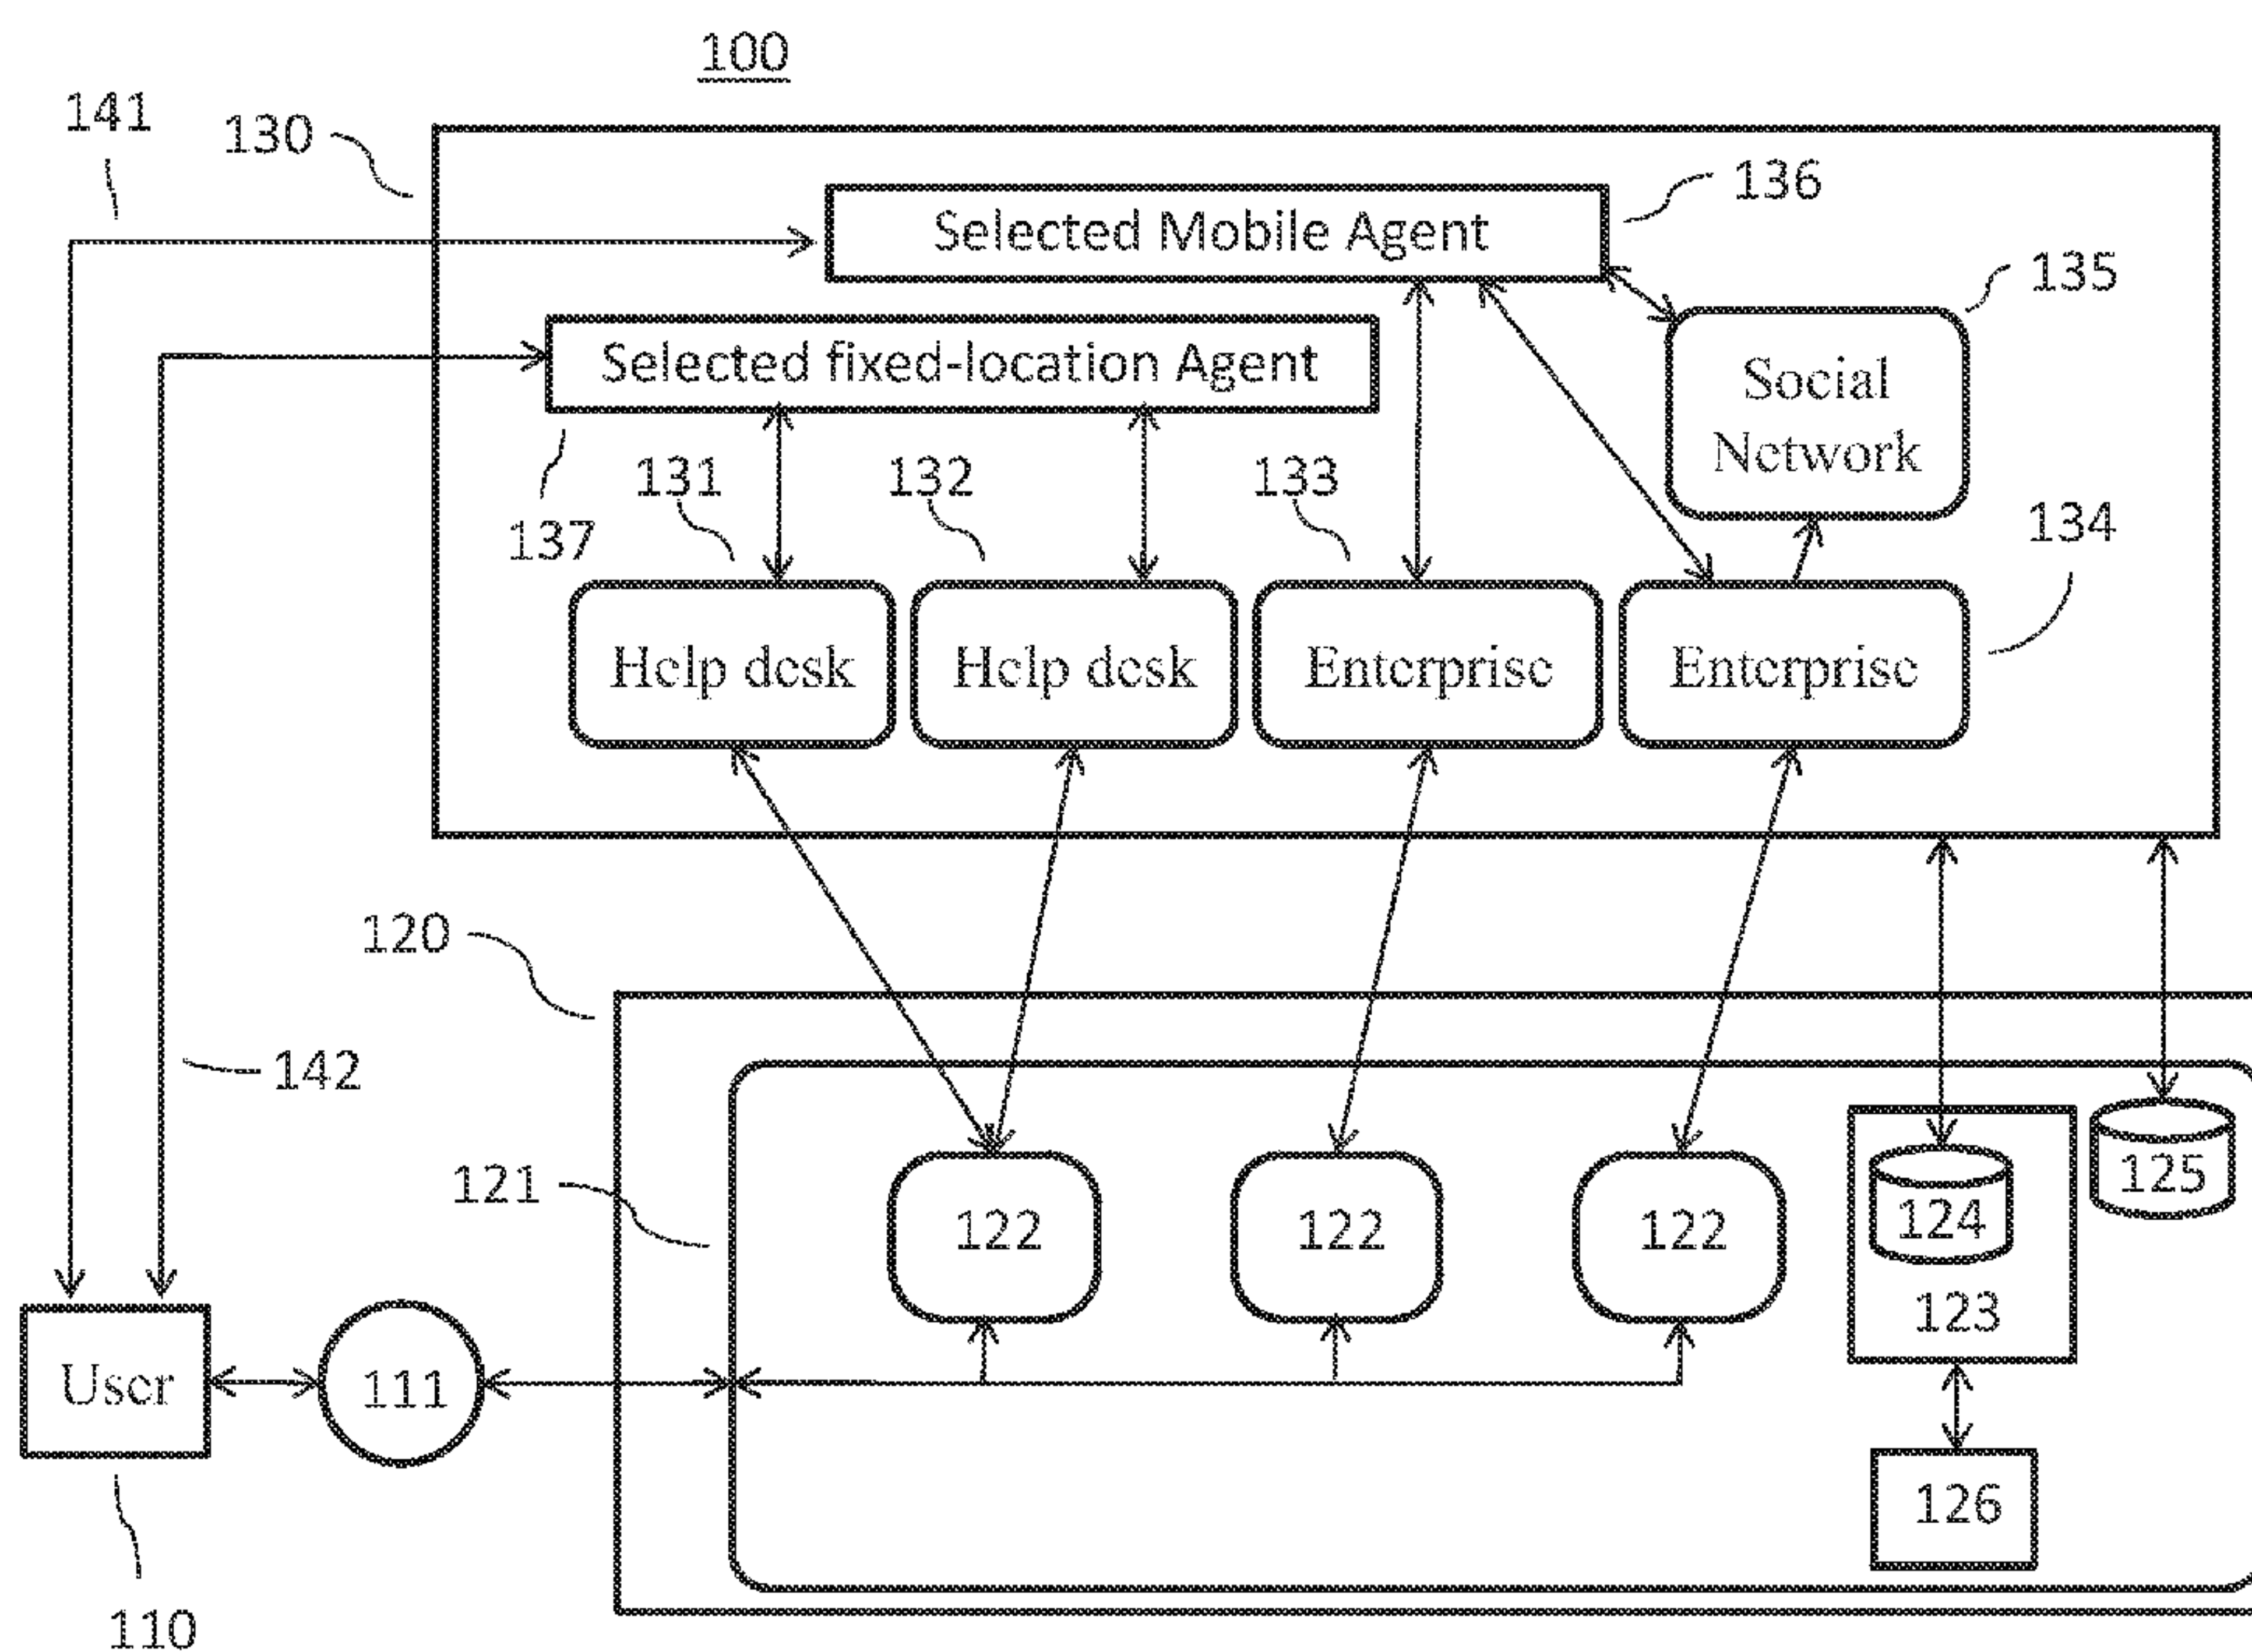 100
141
130
136
Selected Mobile Agent
135
Selected fixed-location Agent
Social
Network
131
132
133
137
134
Help desk
Help desk
Enterprise
Enterprise
120
142
121
122
122
122
124
125
123
User
111
126
110